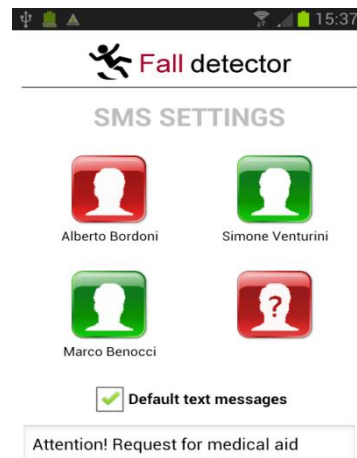 15:37
Fall detector
SMS SETTINGS
Alberto Bordoni
Simone Venturini
Marco Benocci
?
Default text messages
Attention! Request for medical aid